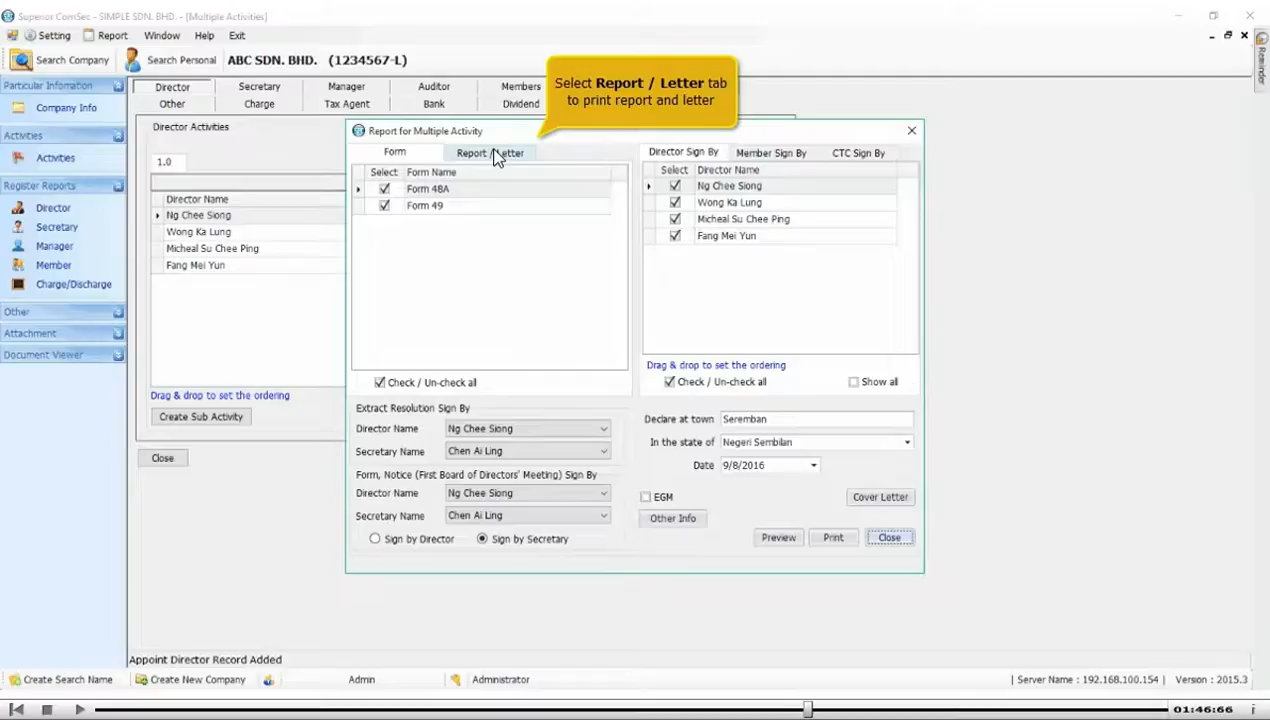 Superior ComSec - SIMPLE SDN. BHD. - [Multiple Activities]
Setting Report Window Help Exit
Search Company Search Personal ABC SDN. BHD. (1234567-L)
Reminder
Select Report / Letter tab
to print report and letter
Particular Infomation
Company Info
Activities
Activities
Register Reports
Director
Secretary
Manager
Member
Charge/Discharge
Other
Attachment
Document Viewer
Director Secretary Manager Auditor Members
Other Charge Tax Agent Bank Dividend
Director Activities
1.0
Director Name
Ng Chee Siong
Wong Ka Lung
Micheal Su Chee Ping
Fang Mei Yun
Drag & drop to set the ordering
Create Sub Activity
Close
Report for Multiple Activity
Form Report / Letter
Select Form Name
Form 48A
Form 49
Check / Un-check all
Director Sign By Member Sign By CTC Sign By
Select Director Name
Ng Chee Siong
Wong Ka Lung
Micheal Su Chee Ping
Fang Mei Yun
Drag & drop to set the ordering
Check / Un-check all Show all
Extract Resolution Sign By
Director Name Ng Chee Siong
Secretary Name Chen Ai Ling
Form, Notice (First Board of Directors' Meeting) Sign By
Director Name Ng Chee Siong
Secretary Name Chen Ai Ling
Sign by Director Sign by Secretary
Declare at town Seremban
In the state of Negeri Sembilan
Date 9/8/2016
EGM Cover Letter
Other Info
Preview Print Close
Appoint Director Record Added
Create Search Name Create New Company Admin Administrator | Server Name : 192.168.100.154 | Version : 2015.3
01:46:66